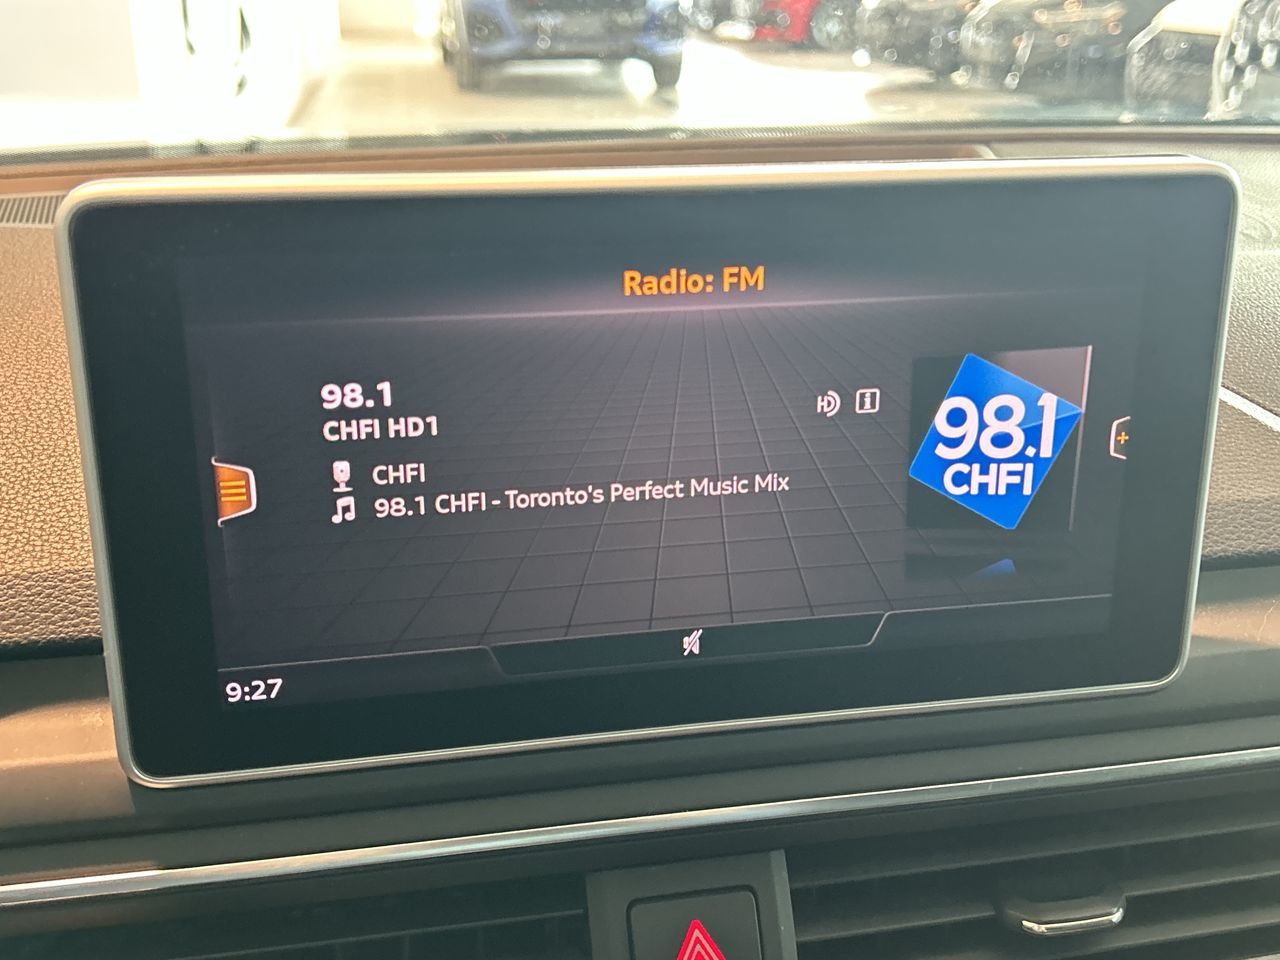 Radio: FM
98.1
CHFI HD1
CHFI
98.1 CHFI - Toronto's Perfect Music Mix
HD
i
98.1
CHFI
9:27